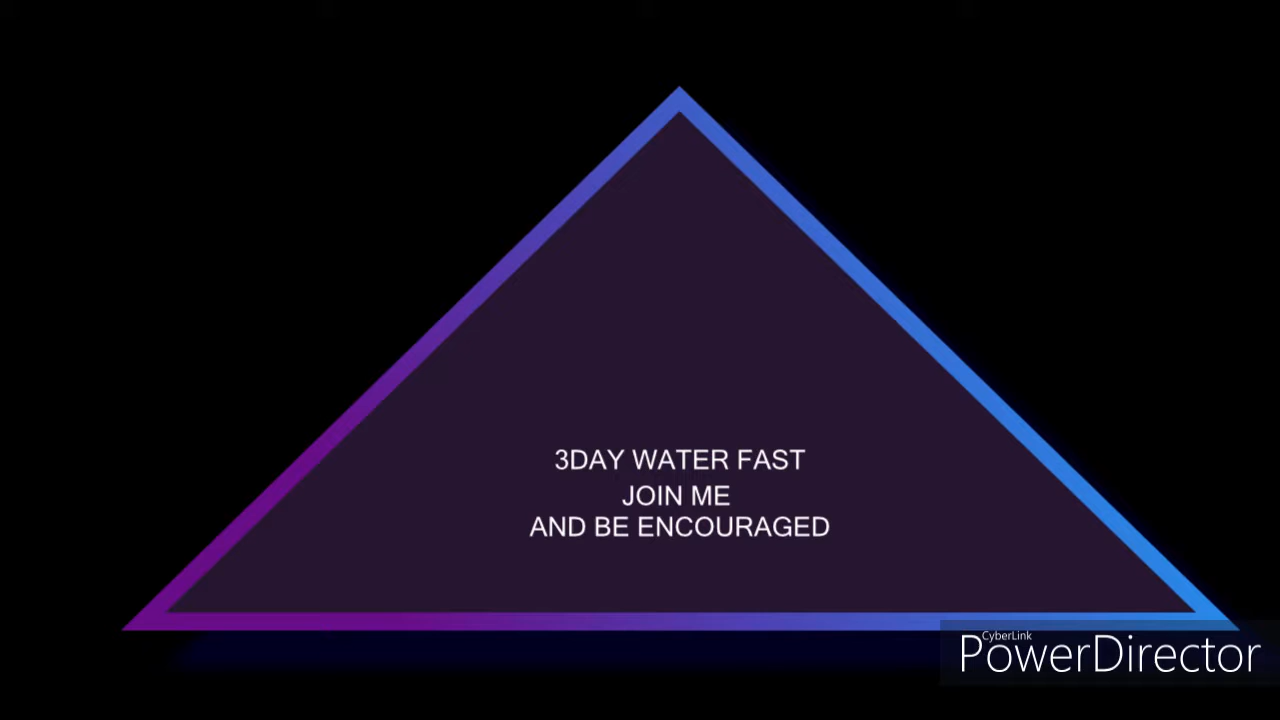 3DAY WATER FAST
JOIN ME
AND BE ENCOURAGED
CyberLink
PowerDirector